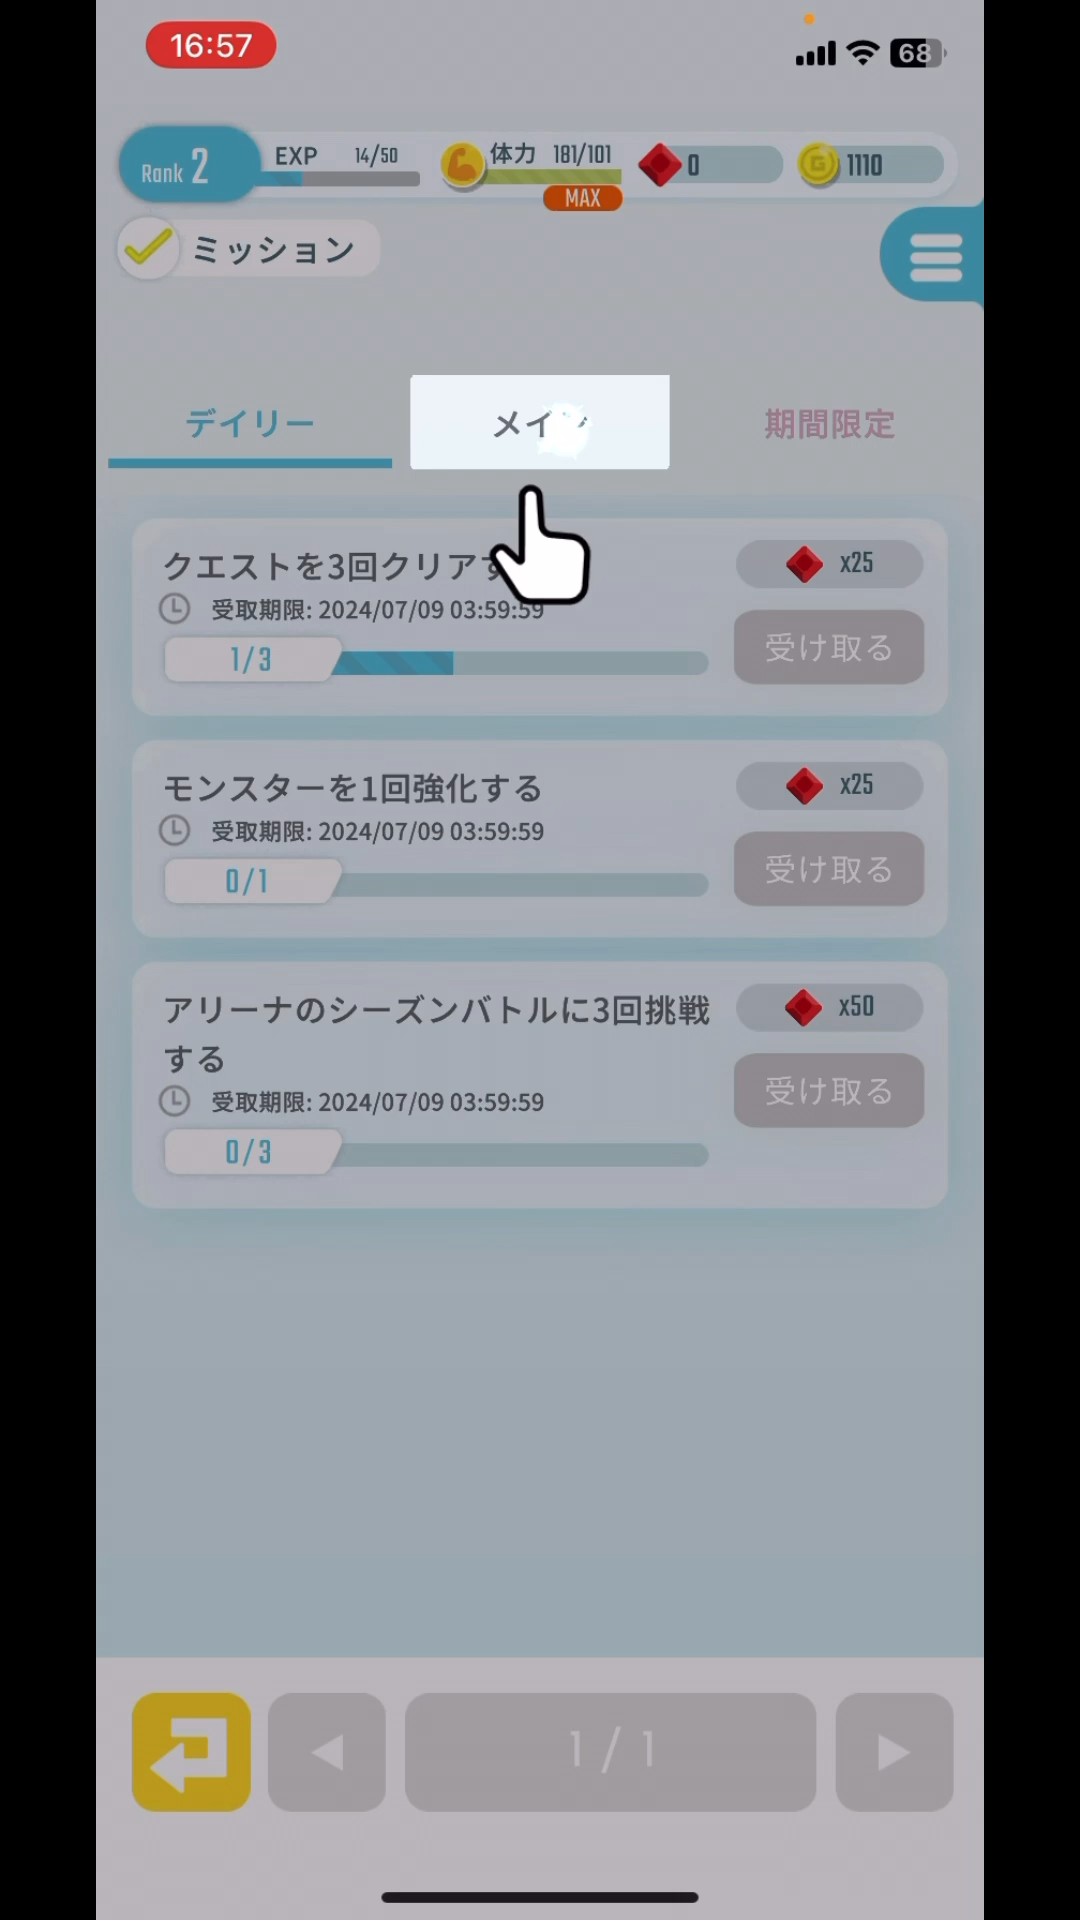 16:57
68
Rank 2
EXP 14/50
体力 181/101
MAX
0
1110
ミッション
デイリー
メイ
期間限定
クエストを3回クリアす
受取期限: 2024/07/09 03:59:59
1/3
x25
受け取る
モンスターを1回強化する
受取期限: 2024/07/09 03:59:59
0/1
x25
受け取る
アリーナのシーズンバトルに3回挑戦
する
受取期限: 2024/07/09 03:59:59
0/3
x50
受け取る
1 / 1